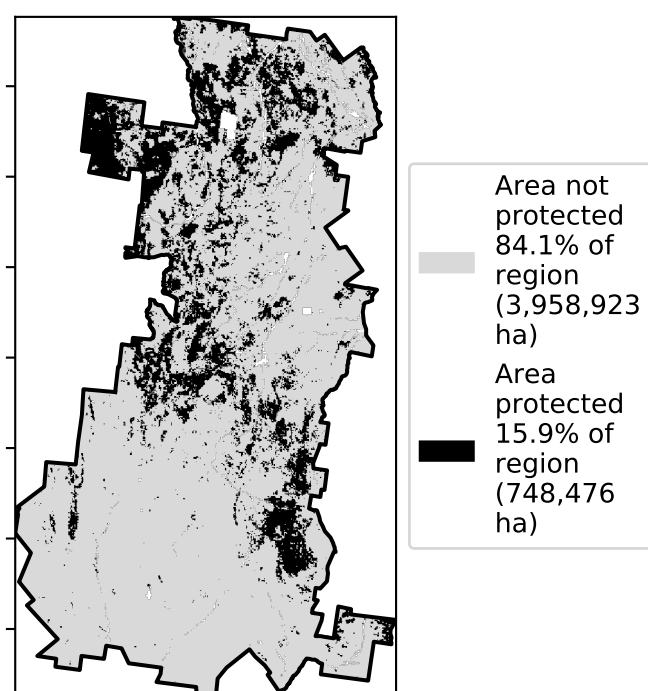 Area not
protected
84.1% of
region
(3,958,923
ha)
Area
protected
15.9% of
region
(748,476
ha)